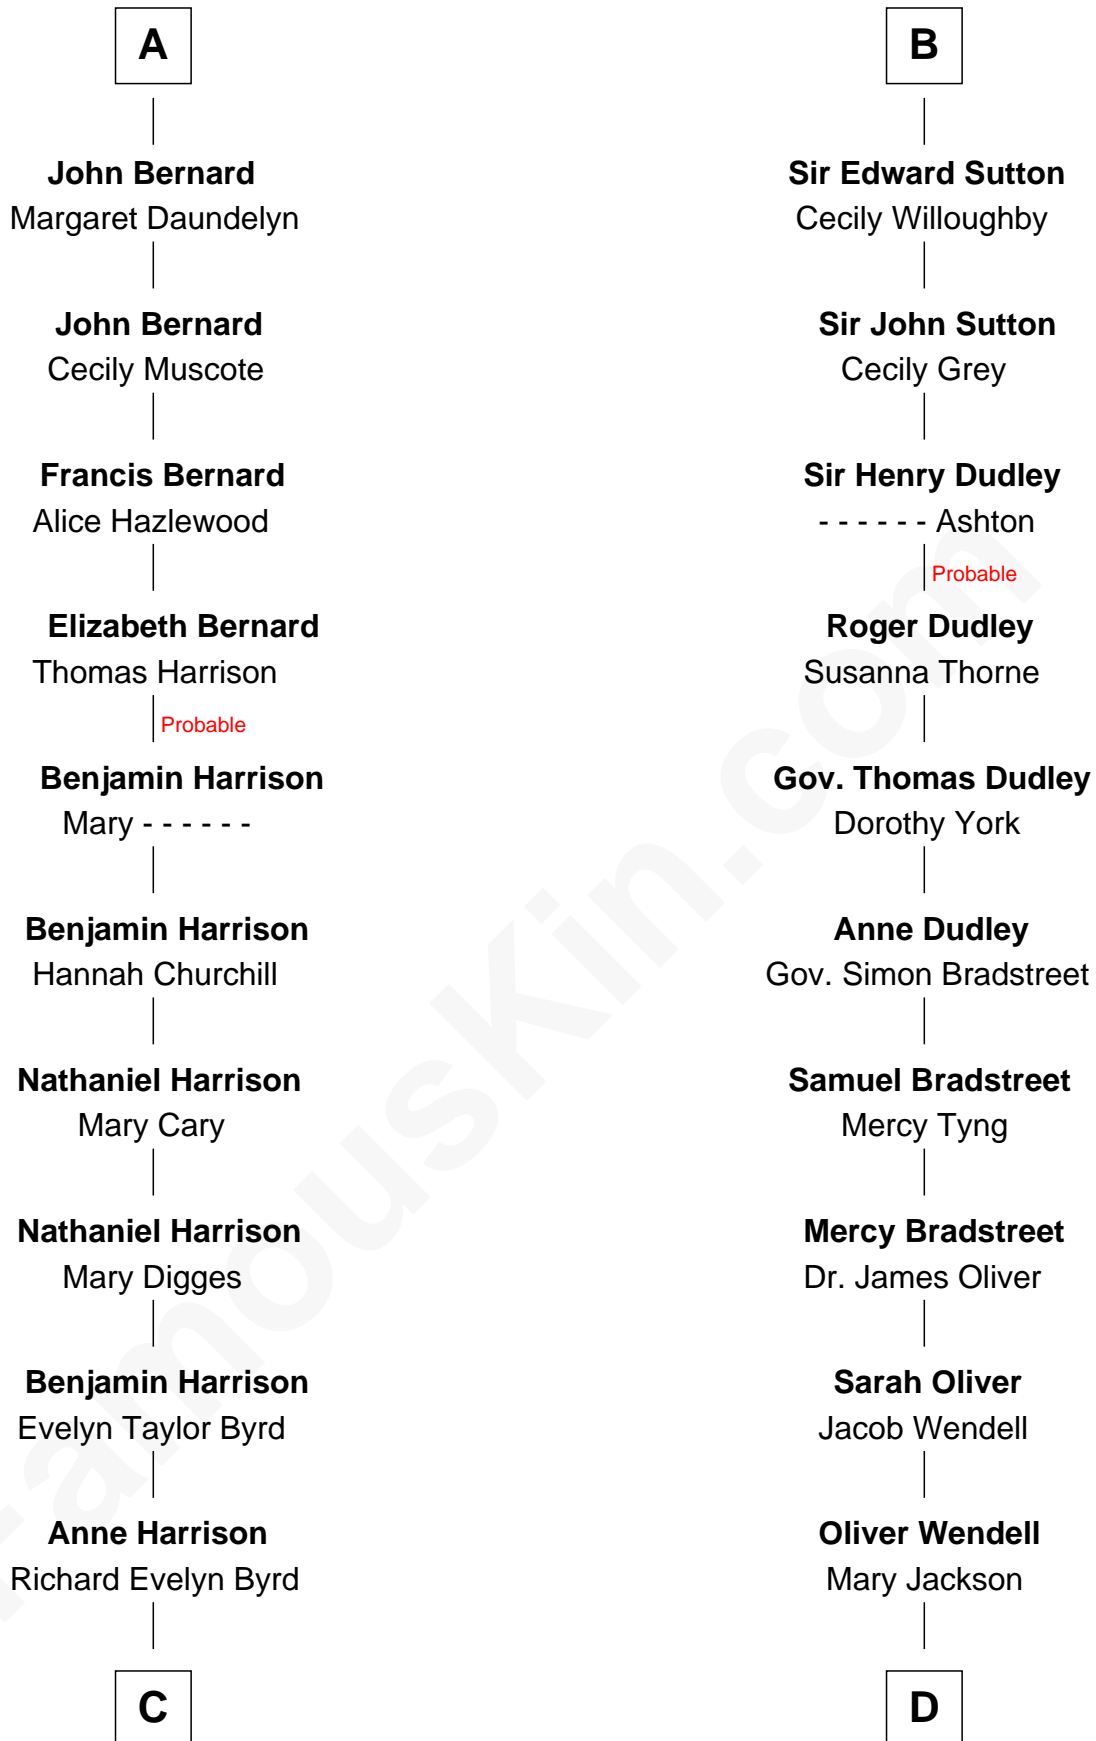 A
John Bernard
Margaret Daundelyn
John Bernard
Cecily Muscote
Francis Bernard
Alice Hazlewood
Elizabeth Bernard
Thomas Harrison
Probable
Benjamin Harrison
Mary - - - - - -
Benjamin Harrison
Hannah Churchill
Nathaniel Harrison
Mary Cary
Nathaniel Harrison
Mary Digges
Benjamin Harrison
Evelyn Taylor Byrd
Anne Harrison
Richard Evelyn Byrd
C
B
Sir Edward Sutton
Cecily Willoughby
Sir John Sutton
Cecily Grey
Sir Henry Dudley
- - - - - - Ashton
Probable
Roger Dudley
Susanna Thorne
Gov. Thomas Dudley
Dorothy York
Anne Dudley
Gov. Simon Bradstreet
Samuel Bradstreet
Mercy Tyng
Mercy Bradstreet
Dr. James Oliver
Sarah Oliver
Jacob Wendell
Oliver Wendell
Mary Jackson
D
FamousKin.com